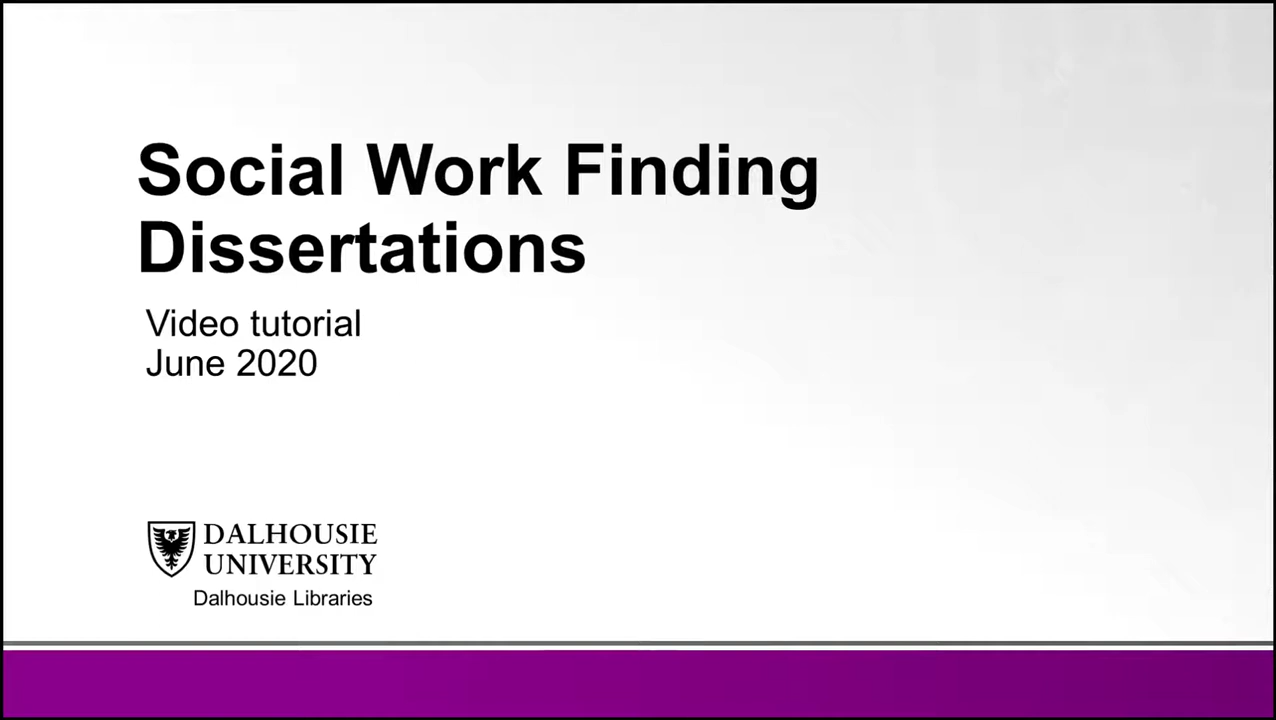 Social Work Finding
Dissertations
Video tutorial
June 2020
DALHOUSIE
UNIVERSITY
Dalhousie Libraries